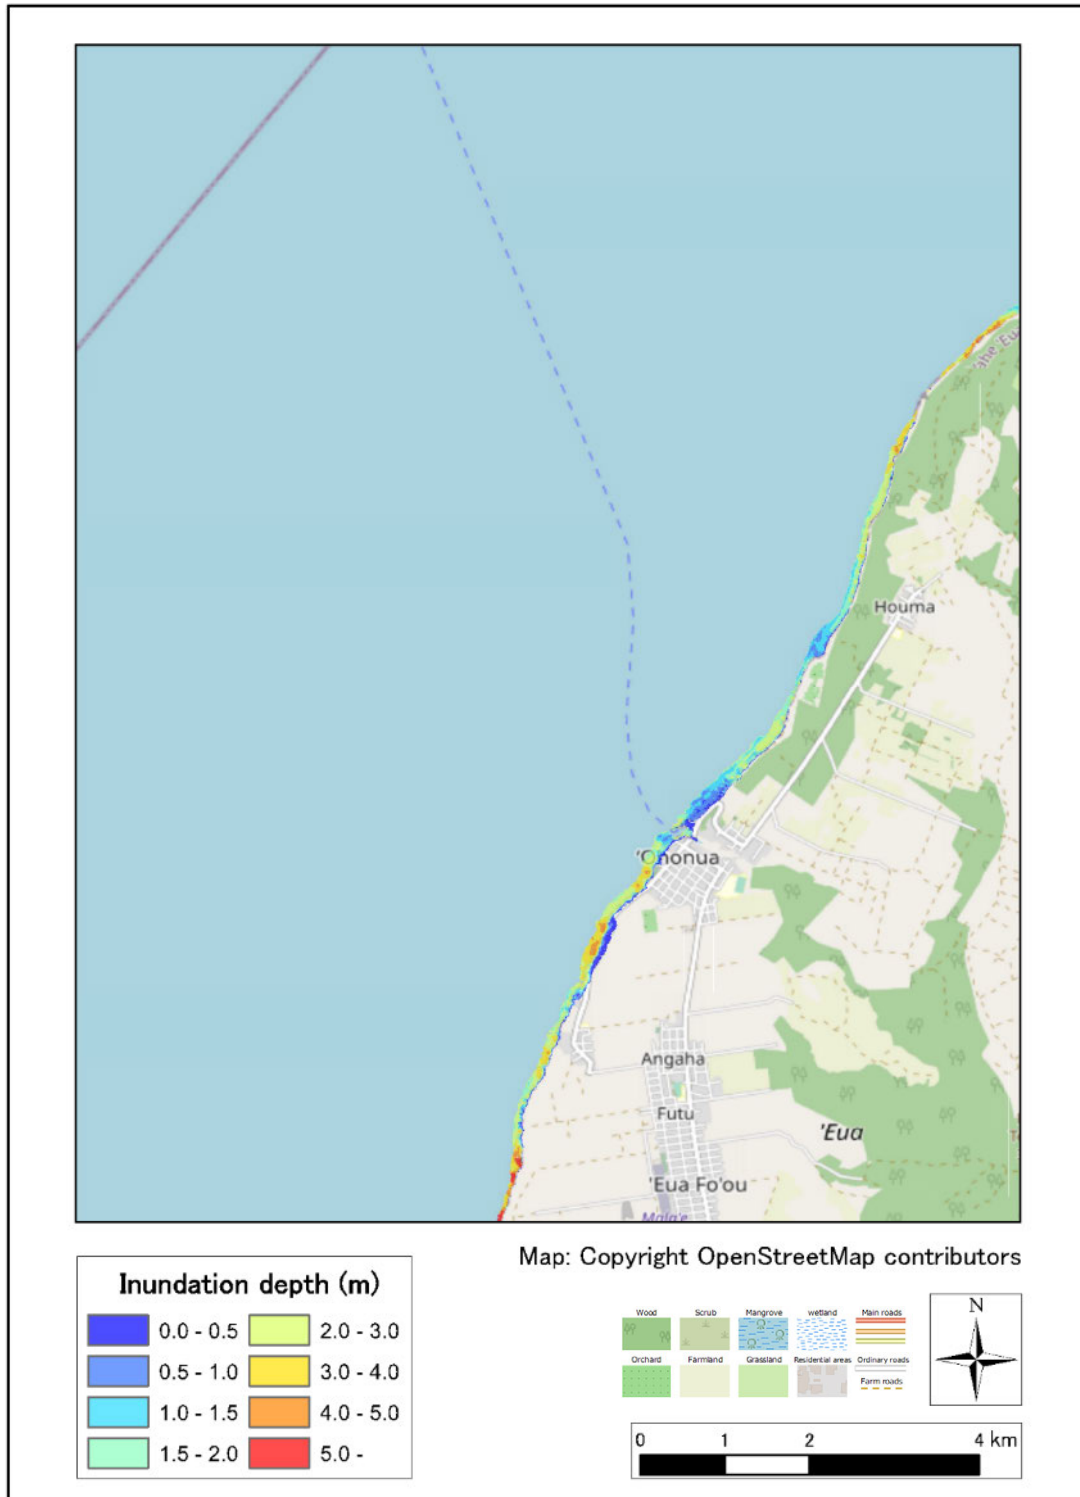 Houma
'Ononua
Angaha
Futu
'Eua
'Eua Fo'ou
Map: Copyright OpenStreetMap contributors
Inundation depth (m)
0.0 - 0.5
2.0 - 3.0
0.5 - 1.0
3.0 - 4.0
1.0 - 1.5
4.0 - 5.0
1.5 - 2.0
5.0 -
Wood Scrub Mangrove wetland Main roads
Orchard Farmland Grassland Residential areas Ordinary roads
Farm roads
N
0 1 2 4 km